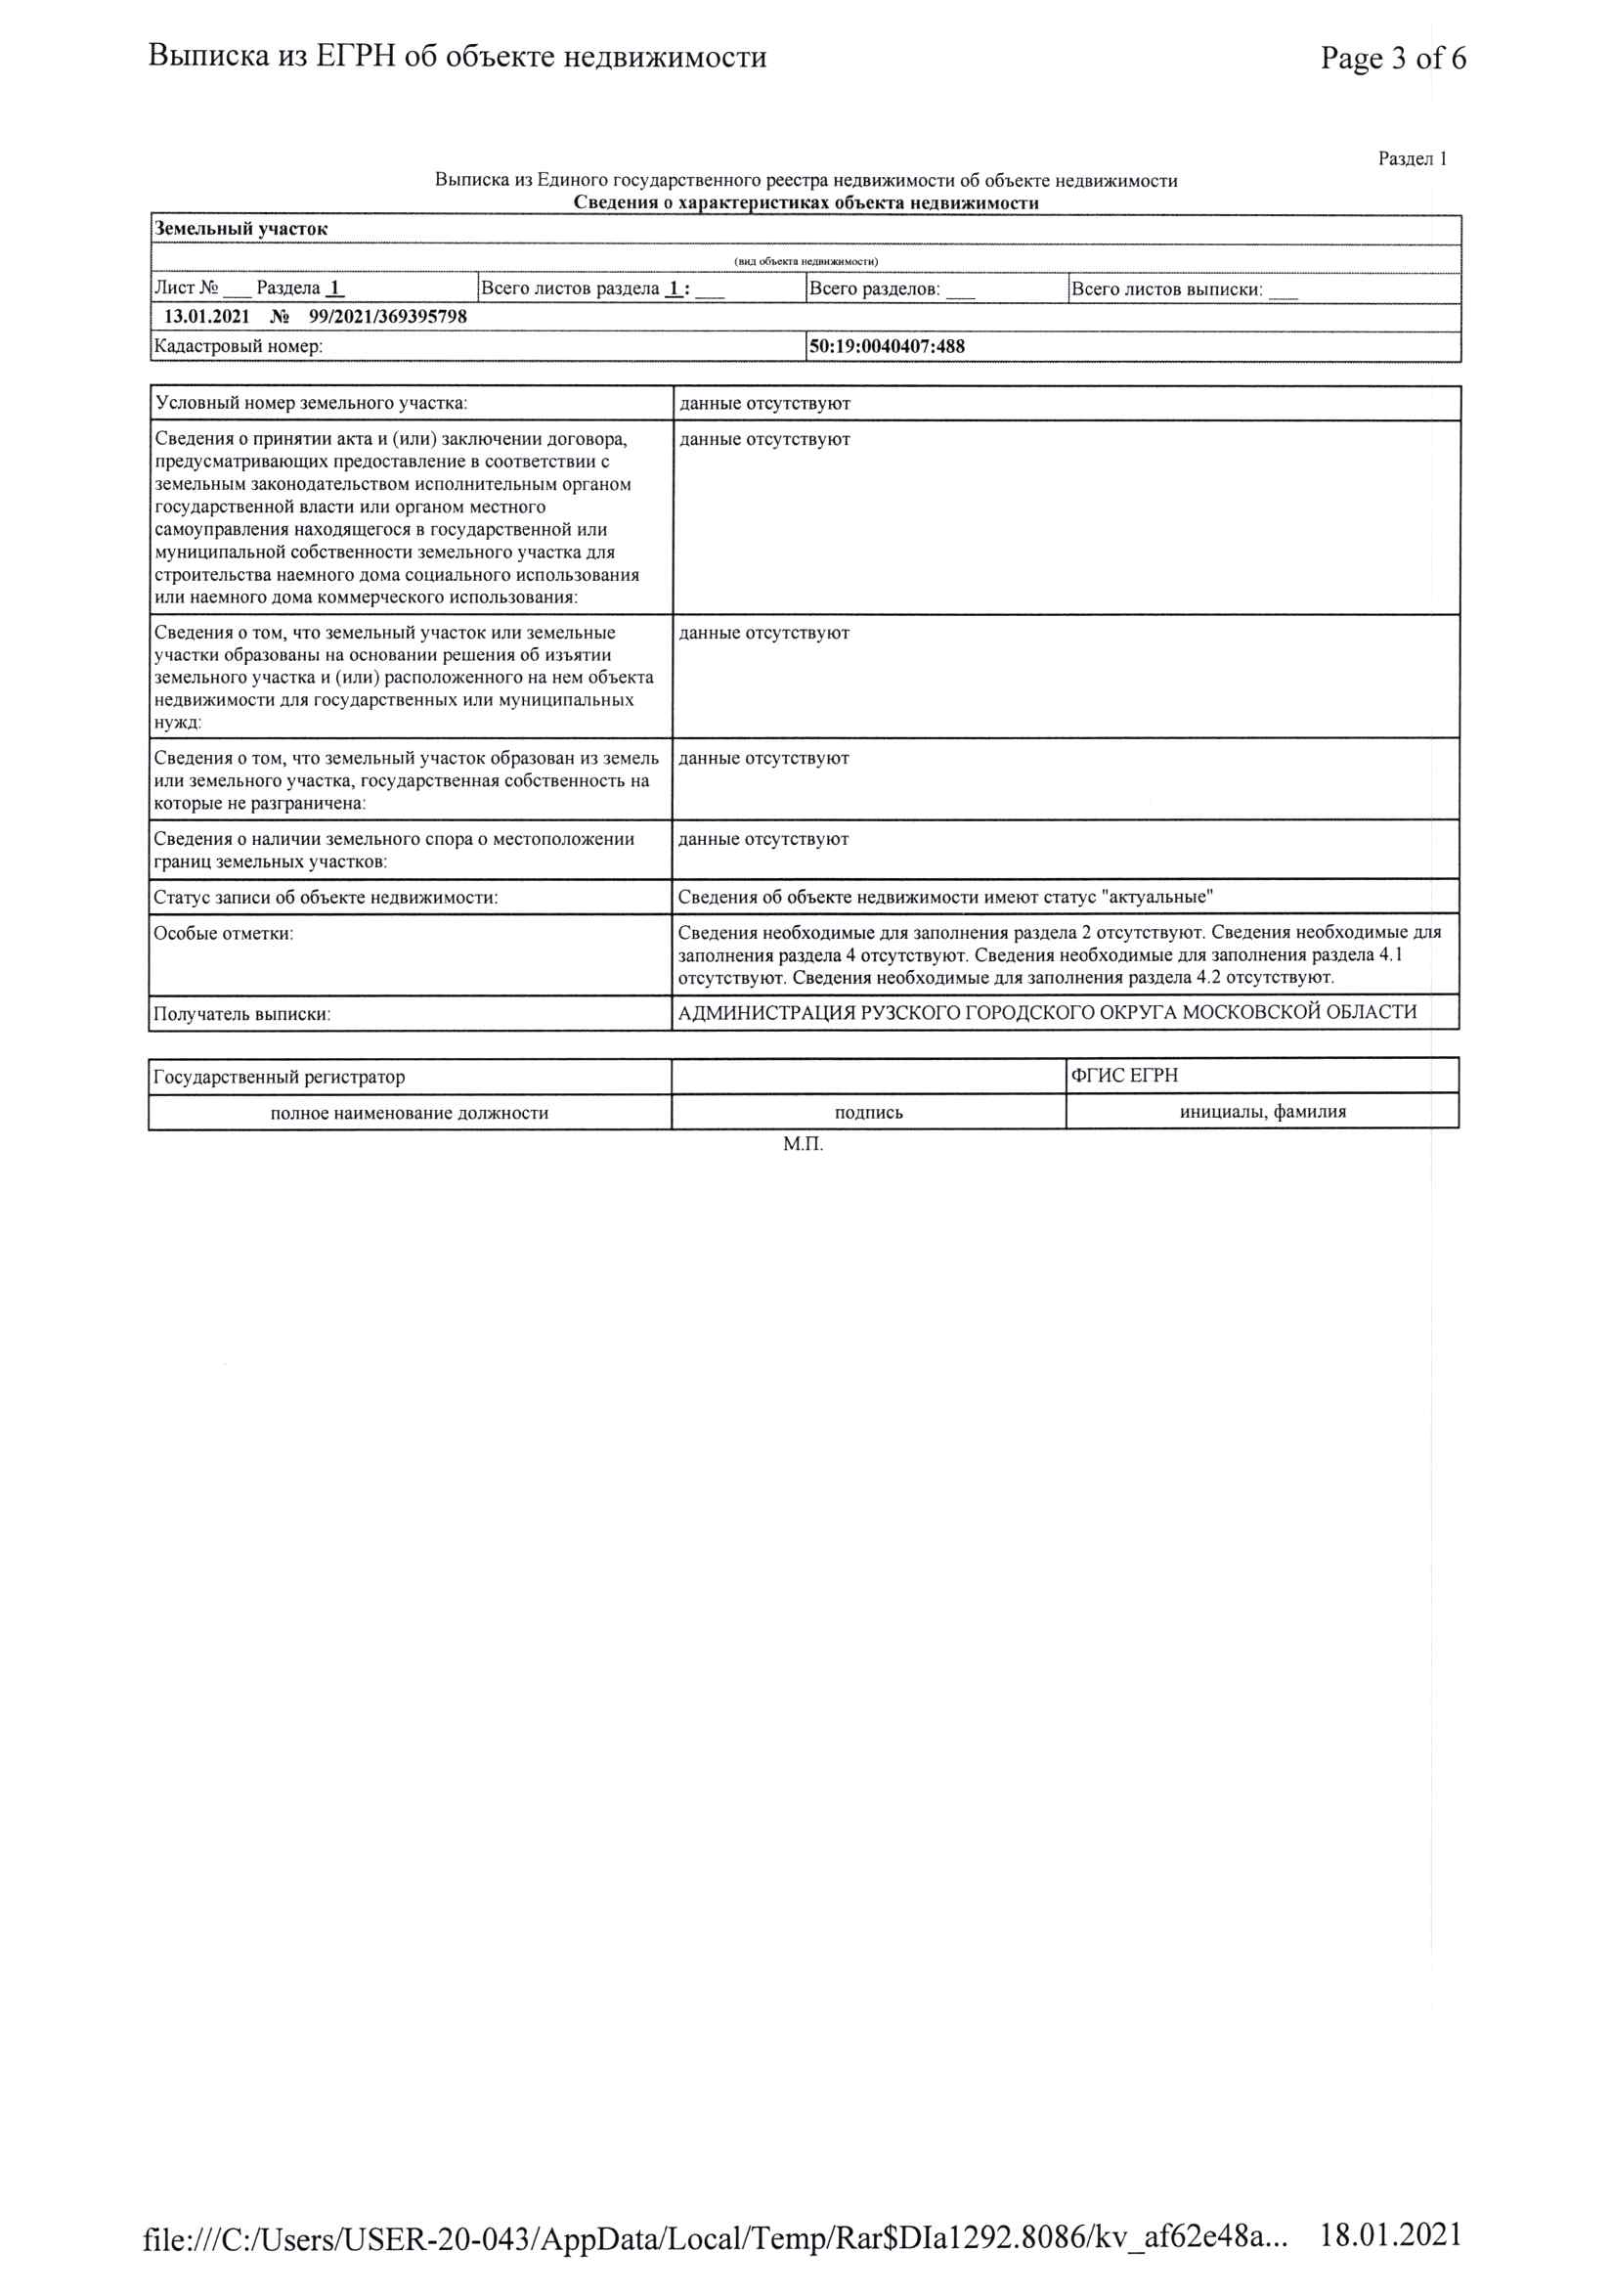 Выписка из ЕГРН об объекте недвижимости Page 3 of 6
Раздел 1
Выписка из Единого государственного реестра недвижимости об объекте недвижимости
Сведения о характеристиках объекта недвижимости
Земельный участок
(вид объекта недвижимости)
Лист № ___ Раздела 1 Всего листов раздела 1 : ___ Всего разделов: ___ Всего листов выписки: ___
13.01.2021 № 99/2021/369395798
Кадастровый номер: 50:19:0040407:488
Условный номер земельного участка: данные отсутствуют
Сведения о принятии акта и (или) заключении договора, данные отсутствуют
предусматривающих предоставление в соответствии с
земельным законодательством исполнительным органом
государственной власти или органом местного
самоуправления находящегося в государственной или
муниципальной собственности земельного участка для
строительства наемного дома социального использования
или наемного дома коммерческого использования:
Сведения о том, что земельный участок или земельные данные отсутствуют
участки образованы на основании решения об изъятии
земельного участка и (или) расположенного на нем объекта
недвижимости для государственных или муниципальных
нужд:
Сведения о том, что земельный участок образован из земель данные отсутствуют
или земельного участка, государственная собственность на
которые не разграничена:
Сведения о наличии земельного спора о местоположении данные отсутствуют
границ земельных участков:
Статус записи об объекте недвижимости: Сведения об объекте недвижимости имеют статус "актуальные"
Особые отметки: Сведения необходимые для заполнения раздела 2 отсутствуют. Сведения необходимые для
заполнения раздела 4 отсутствуют. Сведения необходимые для заполнения раздела 4.1
отсутствуют. Сведения необходимые для заполнения раздела 4.2 отсутствуют.
Получатель выписки: АДМИНИСТРАЦИЯ РУЗСКОГО ГОРОДСКОГО ОКРУГА МОСКОВСКОЙ ОБЛАСТИ
Государственный регистратор ФГИС ЕГРН
полное наименование должности подпись инициалы, фамилия
М.П.
file:///C:/Users/USER-20-043/AppData/Local/Temp/Rar$DIa1292.8086/kv_af62e48a... 18.01.2021